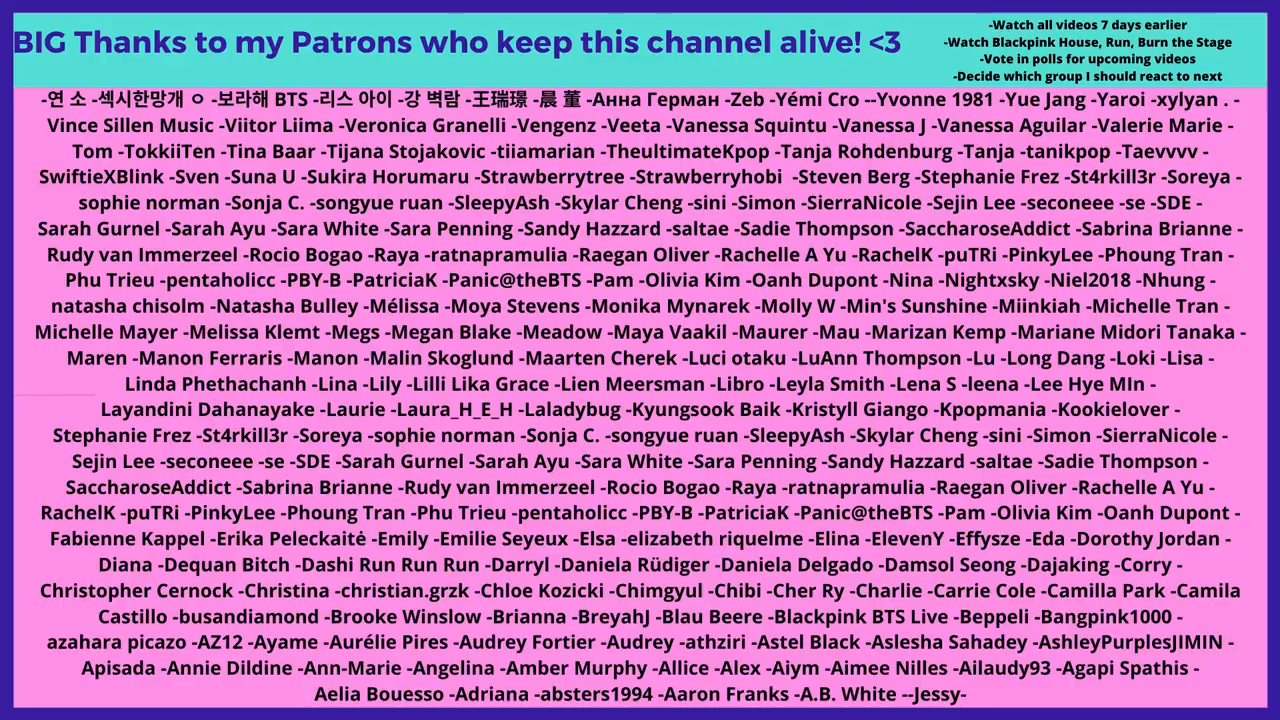 BIG Thanks to my Patrons who keep this channel alive! <3
-Watch all videos 7 days earlier
-Watch Blackpink House, Run, Burn the Stage
-Vote in polls for upcoming videos
-Decide which group I should react to next
-연 소 -섹시한망개 ㅇ -보라해 BTS -리스 아이 -강 벽람 -王瑞璟 -晨 董 -Анна Герман -Zeb -Yémi Cro --Yvonne 1981 -Yue Jang -Yaroi -xylyan . -
Vince Sillen Music -Viitor Liima -Veronica Granelli -Vengenz -Veeta -Vanessa Squintu -Vanessa J -Vanessa Aguilar -Valerie Marie -
Tom -TokkiiTen -Tina Baar -Tijana Stojakovic -tiiamarian -TheultimateKpop -Tanja Rohdenburg -Tanja -tanikpop -Taevvvv -
SwiftieXBlink -Sven -Suna U -Sukira Horumaru -Strawberrytree -Strawberryhobi -Steven Berg -Stephanie Frez -St4rkill3r -Soreya -
sophie norman -Sonja C. -songyue ruan -SleepyAsh -Skylar Cheng -sini -Simon -SierraNicole -Sejin Lee -seconeee -se -SDE -
Sarah Gurnel -Sarah Ayu -Sara White -Sara Penning -Sandy Hazzard -saltae -Sadie Thompson -SaccharoseAddict -Sabrina Brianne -
Rudy van Immerzeel -Rocio Bogao -Raya -ratnapramulia -Raegan Oliver -Rachelle A Yu -RachelK -puTRi -PinkyLee -Phoung Tran -
Phu Trieu -pentaholicc -PBY-B -PatriciaK -Panic@theBTS -Pam -Olivia Kim -Oanh Dupont -Nina -Nightxsky -Niel2018 -Nhung -
natasha chisolm -Natasha Bulley -Mélissa -Moya Stevens -Monika Mynarek -Molly W -Min's Sunshine -Miinkiah -Michelle Tran -
Michelle Mayer -Melissa Klemt -Megs -Megan Blake -Meadow -Maya Vaakil -Maurer -Mau -Marizan Kemp -Mariane Midori Tanaka -
Maren -Manon Ferraris -Manon -Malin Skoglund -Maarten Cherek -Luci otaku -LuAnn Thompson -Lu -Long Dang -Loki -Lisa -
Linda Phethachanh -Lina -Lily -Lilli Lika Grace -Lien Meersman -Libro -Leyla Smith -Lena S -leena -Lee Hye MIn -
Layandini Dahanayake -Laurie -Laura_H_E_H -Laladybug -Kyungsook Baik -Kristyll Giango -Kpopmania -Kookielover -
Stephanie Frez -St4rkill3r -Soreya -sophie norman -Sonja C. -songyue ruan -SleepyAsh -Skylar Cheng -sini -Simon -SierraNicole -
Sejin Lee -seconeee -se -SDE -Sarah Gurnel -Sarah Ayu -Sara White -Sara Penning -Sandy Hazzard -saltae -Sadie Thompson -
SaccharoseAddict -Sabrina Brianne -Rudy van Immerzeel -Rocio Bogao -Raya -ratnapramulia -Raegan Oliver -Rachelle A Yu -
RachelK -puTRi -PinkyLee -Phoung Tran -Phu Trieu -pentaholicc -PBY-B -PatriciaK -Panic@theBTS -Pam -Olivia Kim -Oanh Dupont -
Fabienne Kappel -Erika Peleckaitė -Emily -Emilie Seyeux -Elsa -elizabeth riquelme -Elina -ElevenY -Effysze -Eda -Dorothy Jordan -
Diana -Dequan Bitch -Dashi Run Run Run -Darryl -Daniela Rüdiger -Daniela Delgado -Damsol Seong -Dajaking -Corry -
Christopher Cernock -Christina -christian.grzk -Chloe Kozicki -Chimgyul -Chibi -Cher Ry -Charlie -Carrie Cole -Camilla Park -Camila
Castillo -busandiamond -Brooke Winslow -Brianna -BreyahJ -Blau Beere -Blackpink BTS Live -Beppeli -Bangpink1000 -
azahara picazo -AZ12 -Ayame -Aurélie Pires -Audrey Fortier -Audrey -athziri -Astel Black -Aslesha Sahadey -AshleyPurplesJIMIN -
Apisada -Annie Dildine -Ann-Marie -Angelina -Amber Murphy -Allice -Alex -Aiym -Aimee Nilles -Ailaudy93 -Agapi Spathis -
Aelia Bouesso -Adriana -absters1994 -Aaron Franks -A.B. White --Jessy-